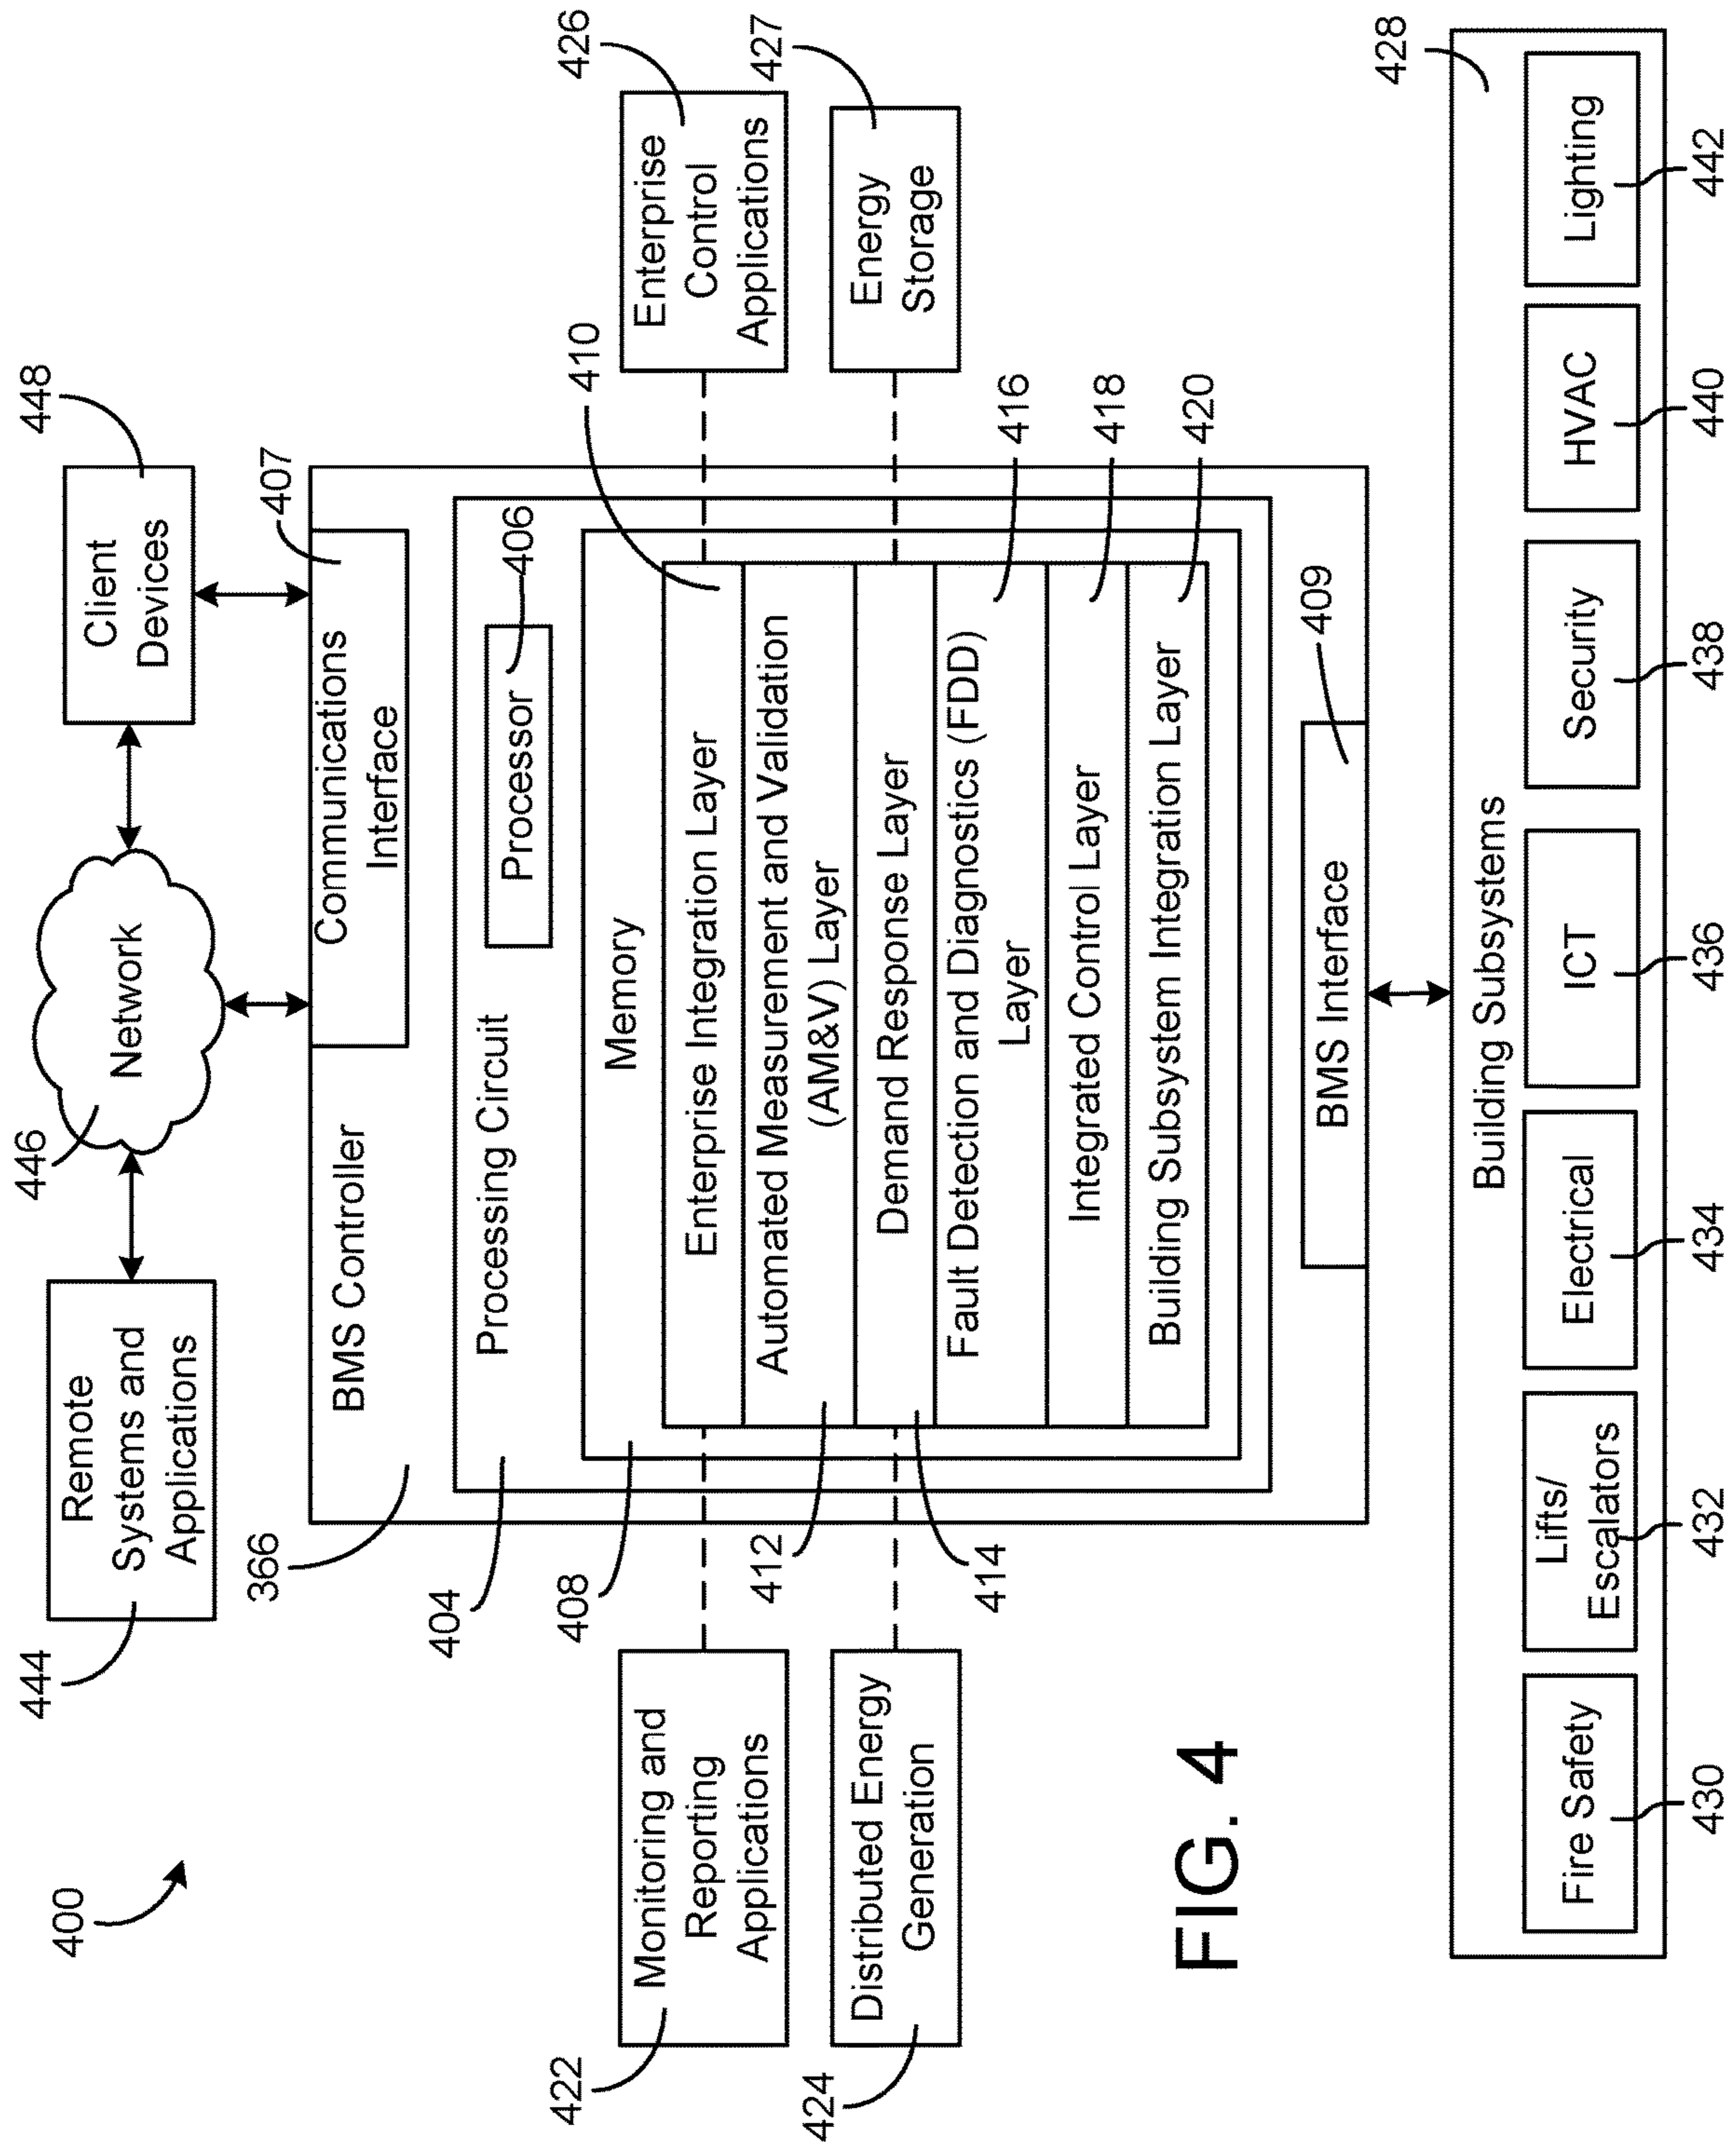 400
444
Remote
Systems and
Applications
446
Network
448
Client
Devices
366
BMS Controller
407
Communications
Interface
404
Processing Circuit
406
Processor
408
Memory
410
Enterprise Integration Layer
412
Automated Measurement and Validation
(AM&V) Layer
414
Demand Response Layer
416
Fault Detection and Diagnostics (FDD)
Layer
418
Integrated Control Layer
420
Building Subsystem Integration Layer
422
Monitoring and
Reporting
Applications
424
Distributed Energy
Generation
426
Enterprise
Control
Applications
427
Energy
Storage
409
BMS Interface
FIG. 4
428
Building Subsystems
Fire Safety
Lifts/
Escalators
Electrical
ICT
Security
HVAC
Lighting
430
432
434
436
438
440
442